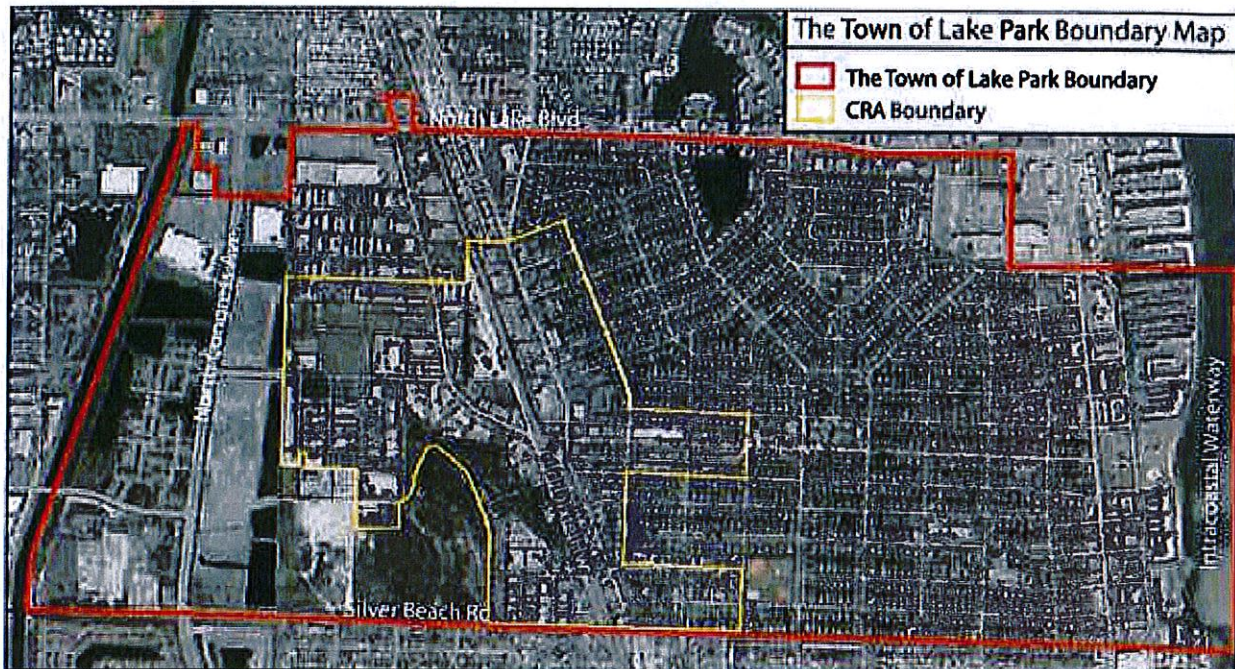 The Town of Lake Park Boundary Map
The Town of Lake Park Boundary
CRA Boundary
North Lake Blvd
Silver Beach Rd
Intracoastal Waerway